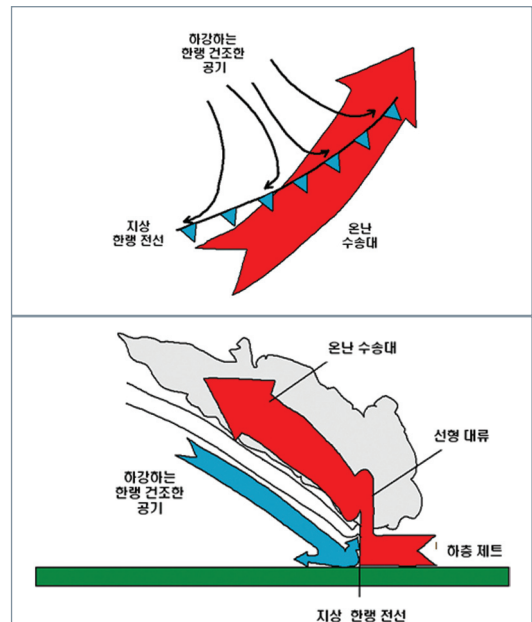 하강하는
한랭 건조한
공기
지상
한랭 전선
온난
수송대
온난 수송대
선형 대류
하강하는
한랭 건조한
공기
하층 제트
지상 한랭 전선